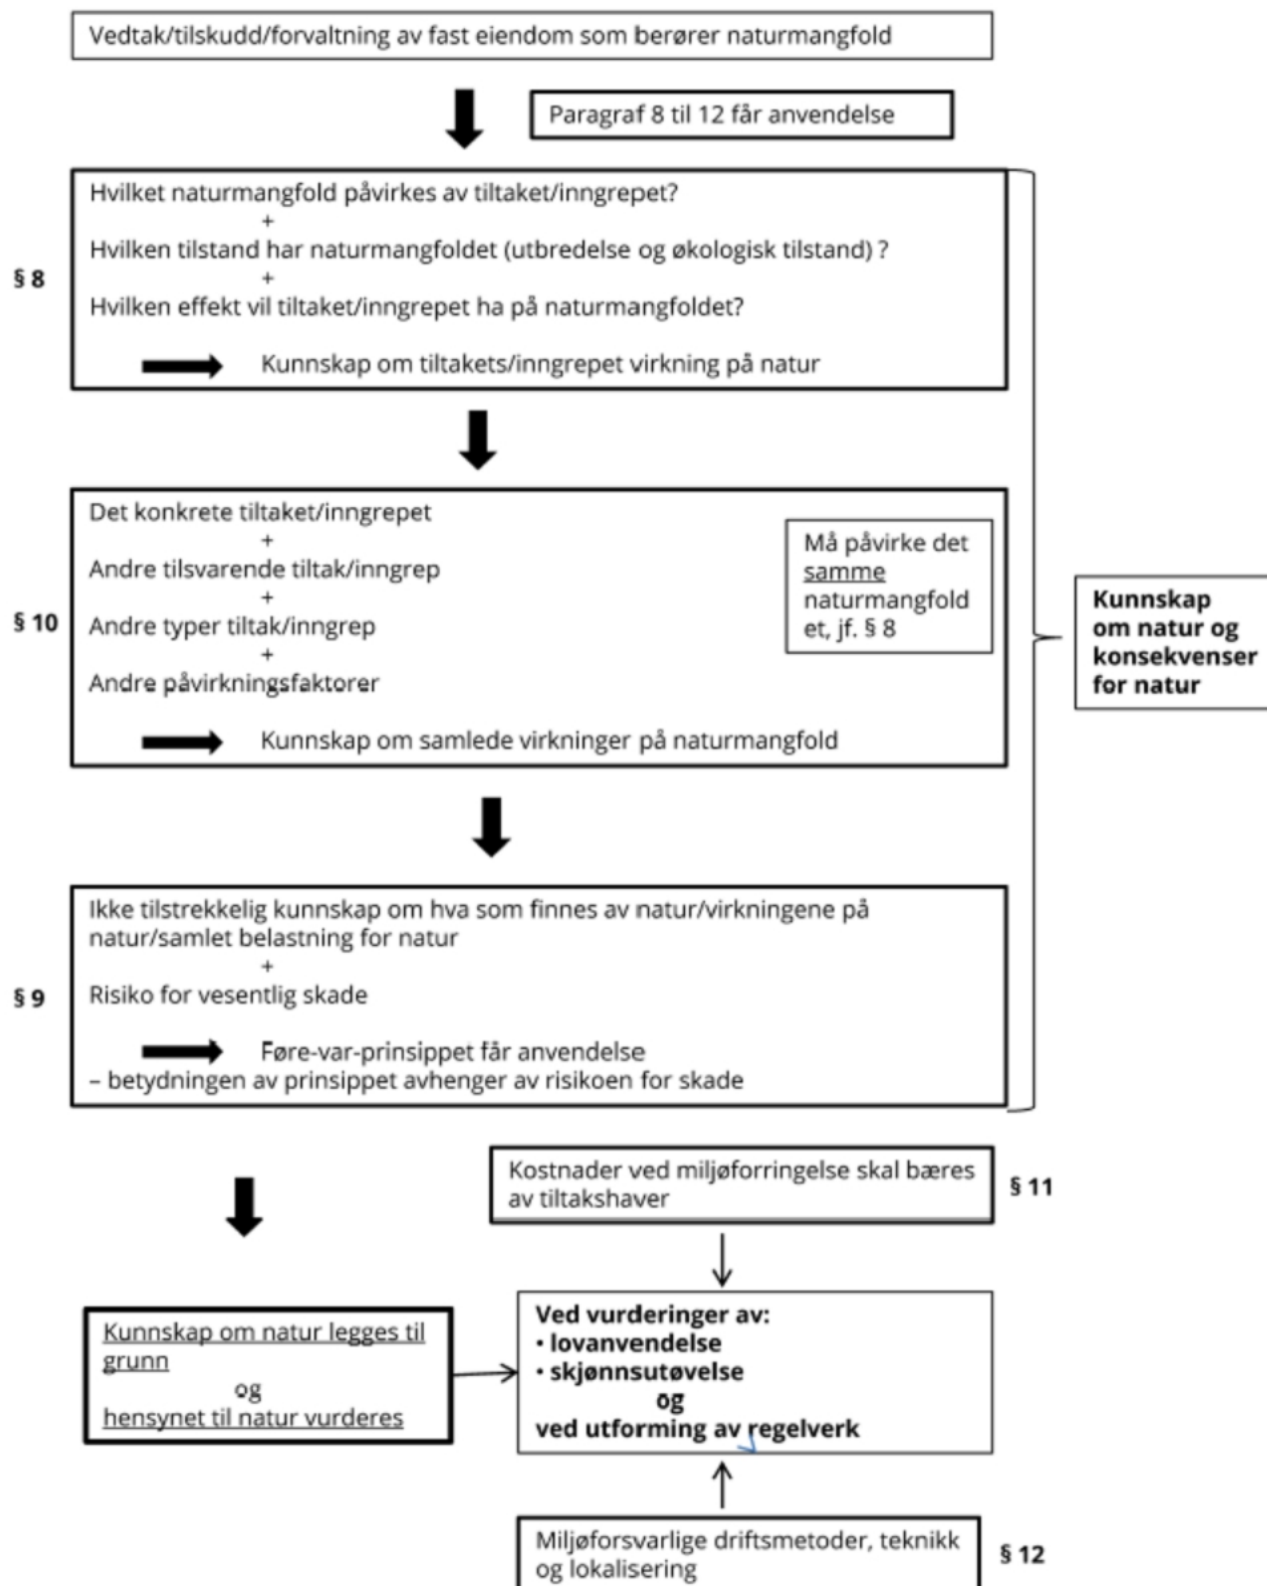 Vedtak/tilskudd/forvaltning av fast eiendom som berører naturmangfold
Paragraf 8 til 12 får anvendelse
§ 8
Hvilket naturmangfold påvirkes av tiltaket/inngrepet?
+
Hvilken tilstand har naturmangfoldet (utbredelse og økologisk tilstand) ?
+
Hvilken effekt vil tiltaket/inngrepet ha på naturmangfoldet?
Kunnskap om tiltakets/inngrepet virkning på natur
§ 10
Det konkrete tiltaket/inngrepet
+
Andre tilsvarende tiltak/inngrep
+
Andre typer tiltak/inngrep
+
Andre påvirkningsfaktorer
Kunnskap om samlede virkninger på naturmangfold
Må påvirke det
samme
naturmangfold
et, jf. § 8
Kunnskap
om natur og
konsekvenser
for natur
§ 9
Ikke tilstrekkelig kunnskap om hva som finnes av natur/virkningene på
natur/samlet belastning for natur
+
Risiko for vesentlig skade
Føre-var-prinsippet får anvendelse
– betydningen av prinsippet avhenger av risikoen for skade
Kostnader ved miljøforringelse skal bæres
av tiltakshaver
§ 11
Kunnskap om natur legges til
grunn
og
hensynet til natur vurderes
Ved vurderinger av:
• lovanvendelse
• skjønnsutøvelse
og
ved utforming av regelverk
Miljøforsvarlige driftsmetoder, teknikk
og lokalisering
§ 12